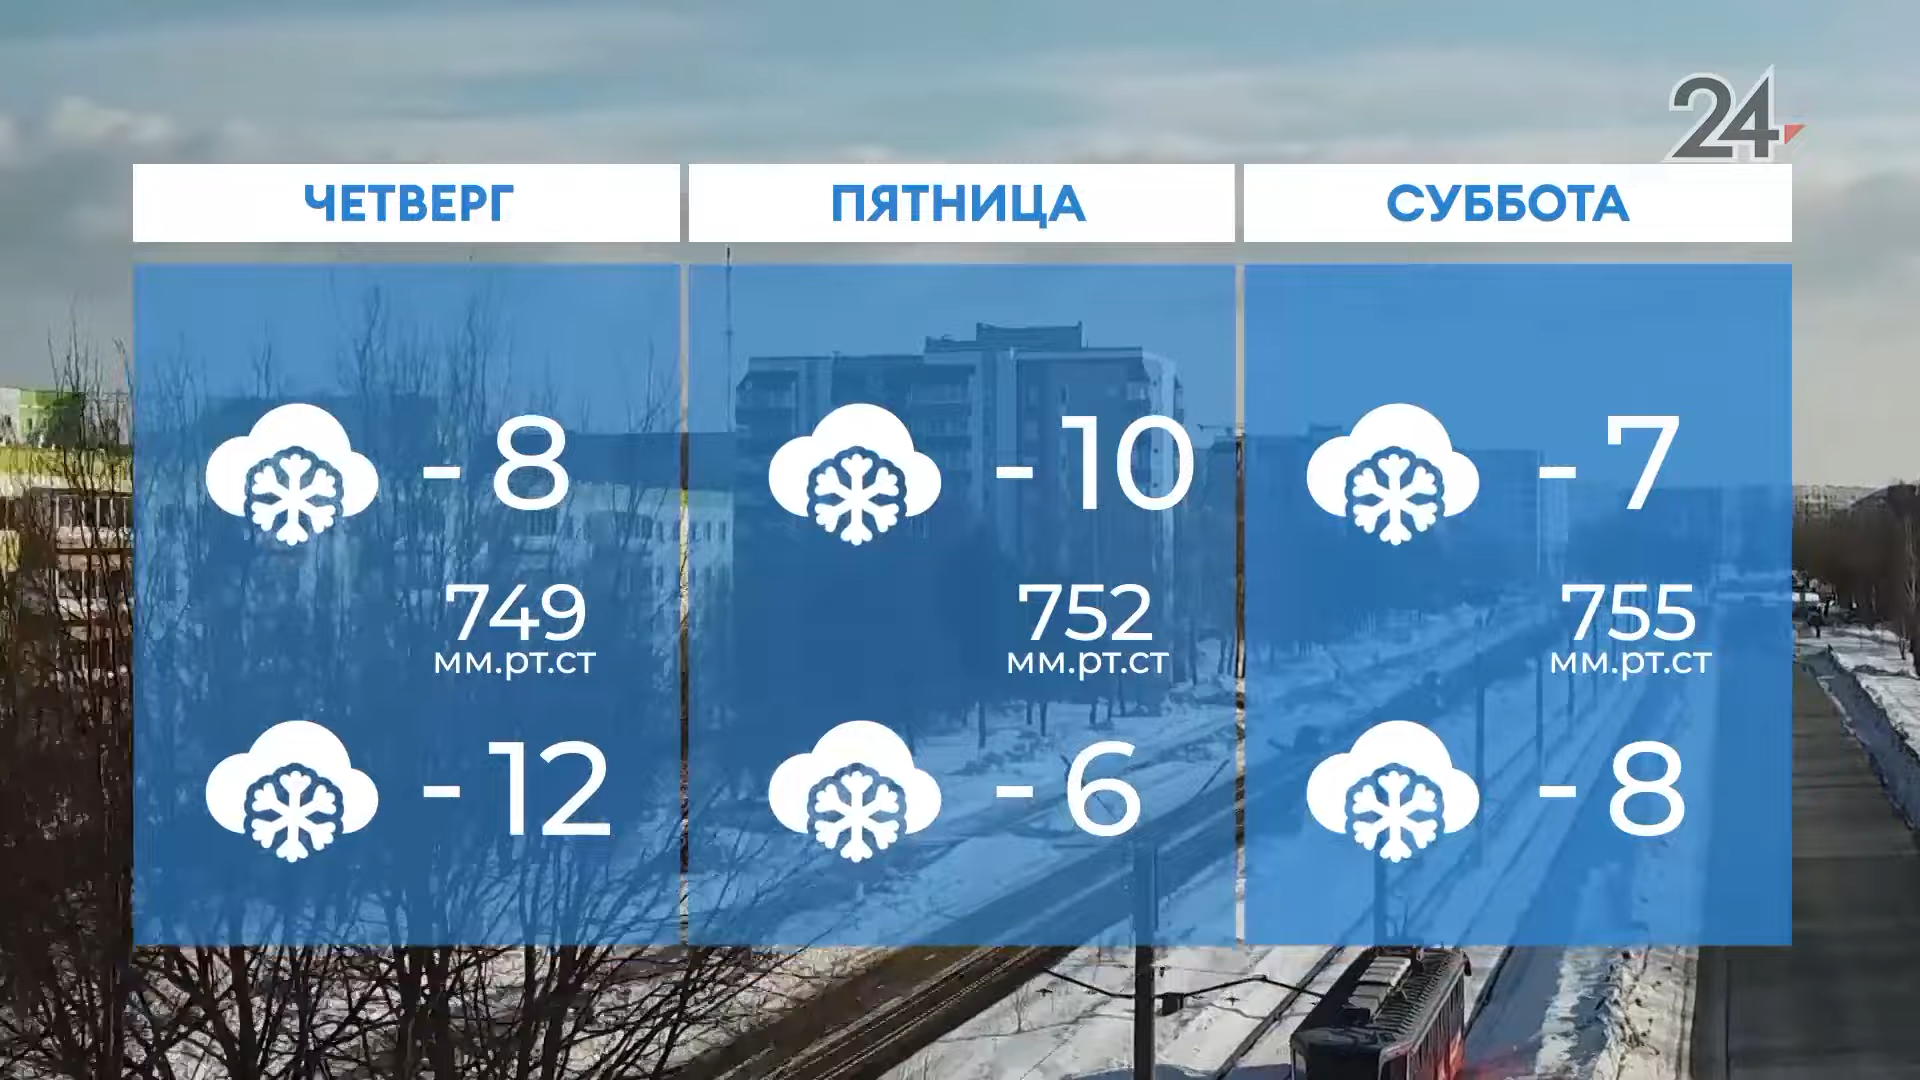 24
ЧЕТВЕРГ
ПЯТНИЦА
СУББОТА
-8
-10
-7
749
мм.рт.ст
752
мм.рт.ст
755
мм.рт.ст
-12
-6
-8